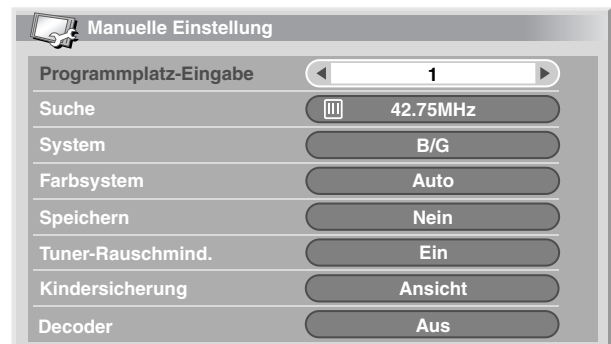 Manuelle Einstellung
Programmplatz-Eingabe 1
Suche 42.75MHz
System B/G
Farbsystem Auto
Speichern Nein
Tuner-Rauschmind. Ein
Kindersicherung Ansicht
Decoder Aus